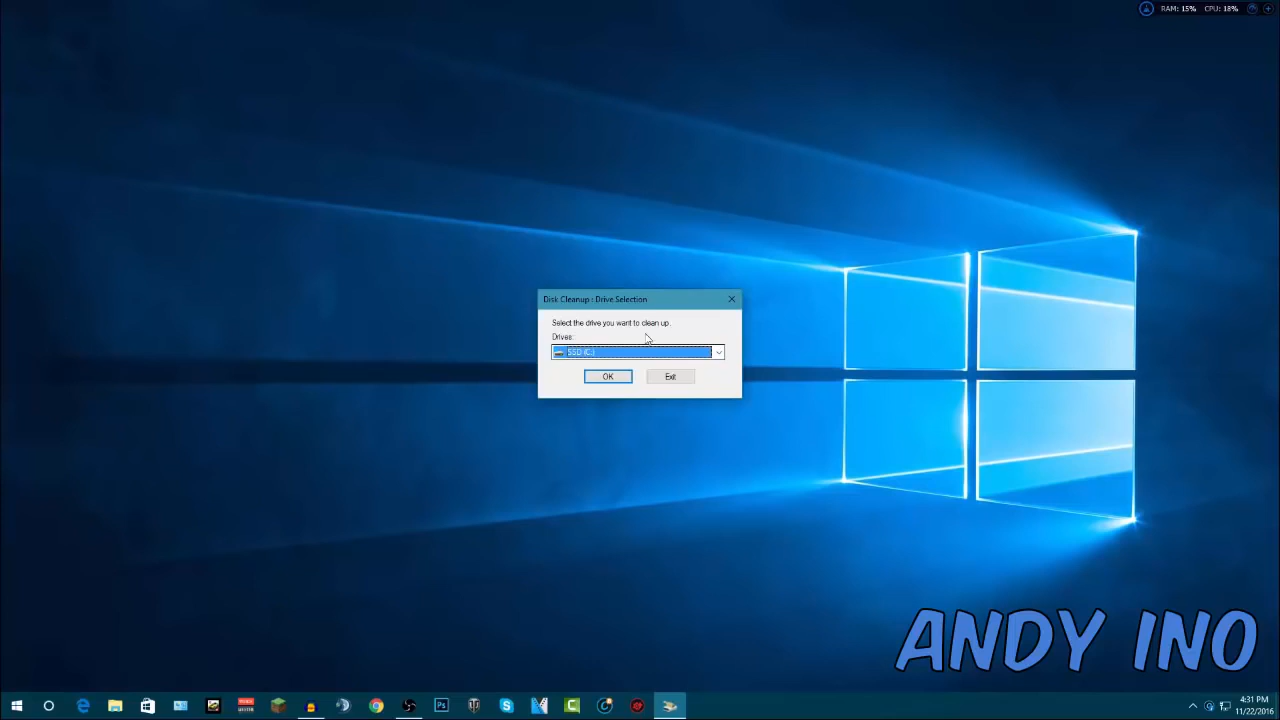 RAM: 15% CPU: 18%
Disk Cleanup : Drive Selection
Select the drive you want to clean up.
Drives:
SSD (C:)
OK Exit
ANDY INO
Ps
4:31 PM
11/22/2016